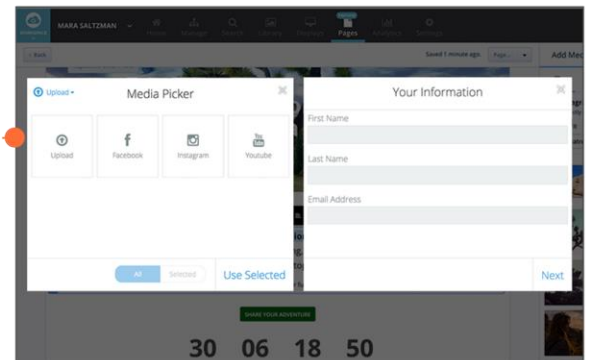 MARA SALTZMAN
Home Manage Search Library Displays Pages Analytics Settings
Back
Saved 1 minute ago
Page...
Add Med
Upload
Media Picker
Upload Facebook Instagram Youtube
All Selected Use Selected
Your Information
First Name
Last Name
Email Address
Next
SHARE YOUR ADVENTURE
30 06 18 50